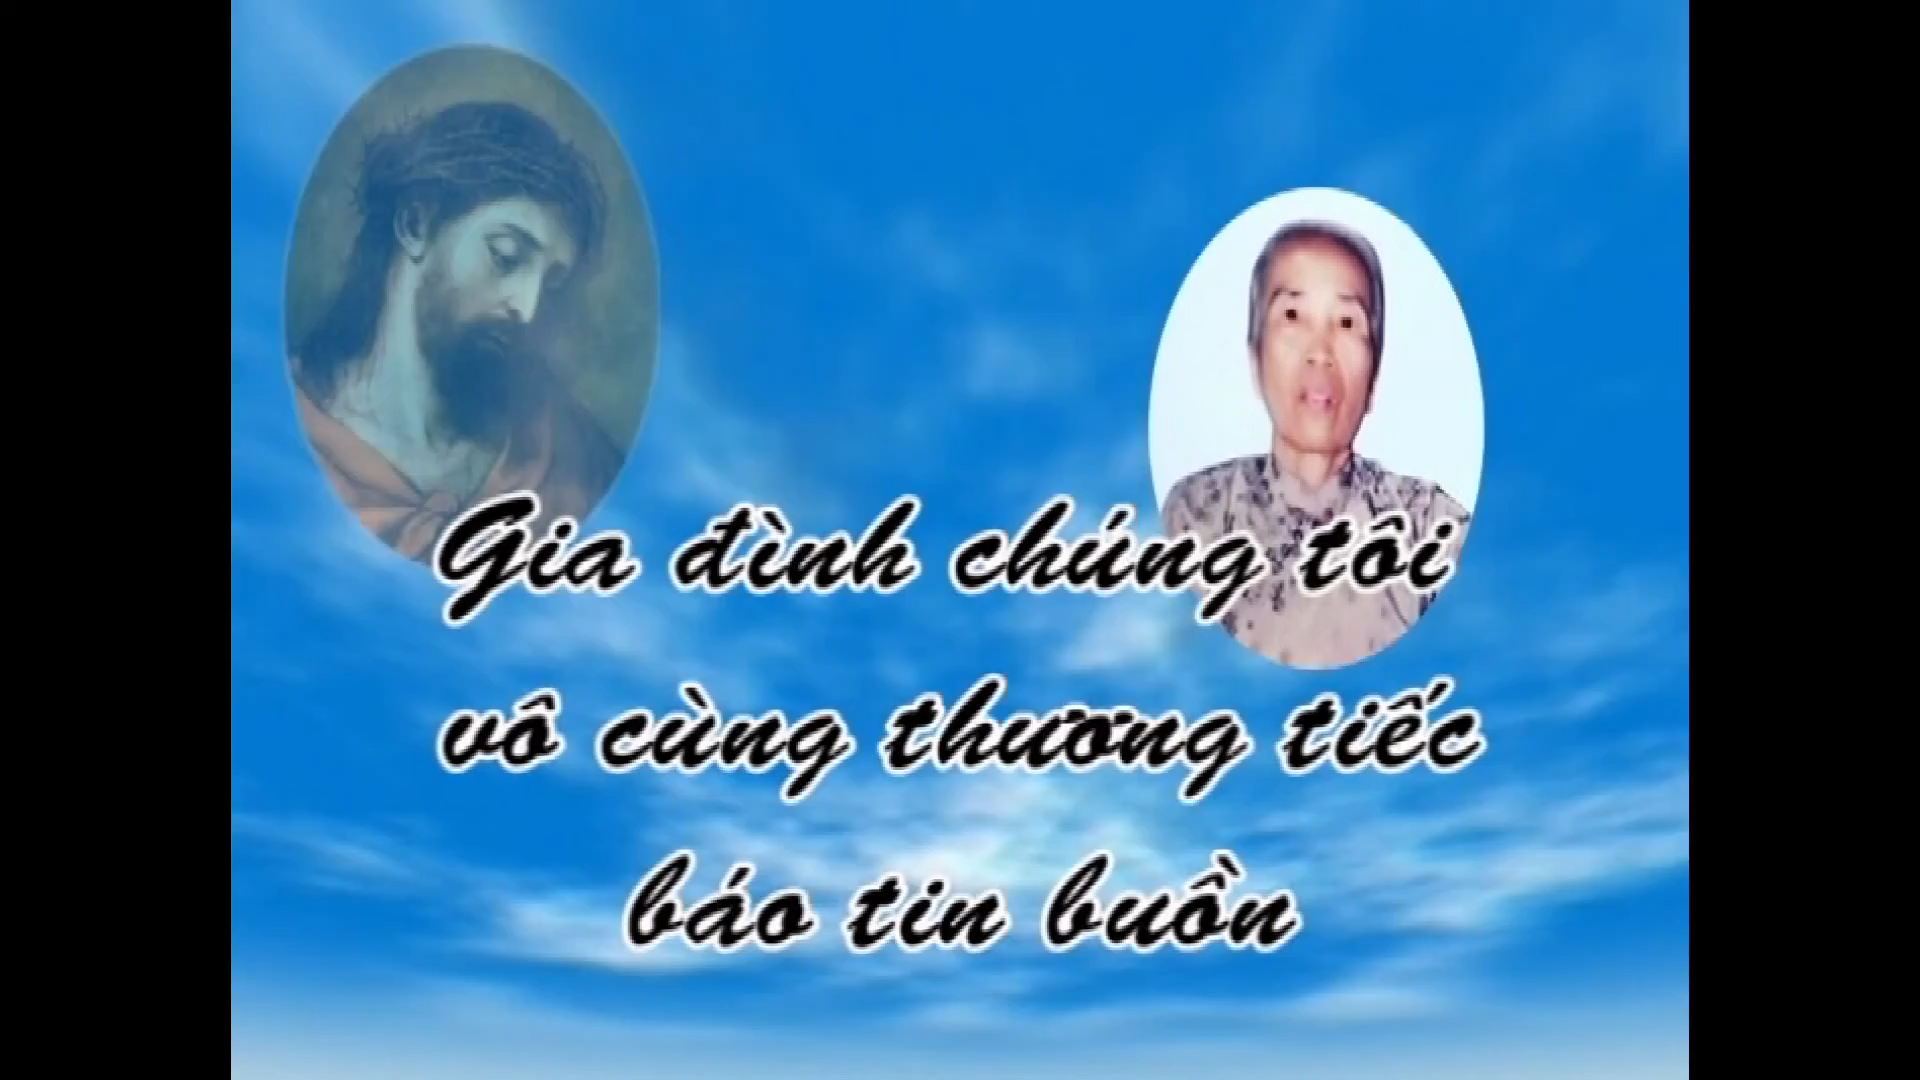 Gia đình chúng tôi
vô cùng thương tiếc
báo tin buồn